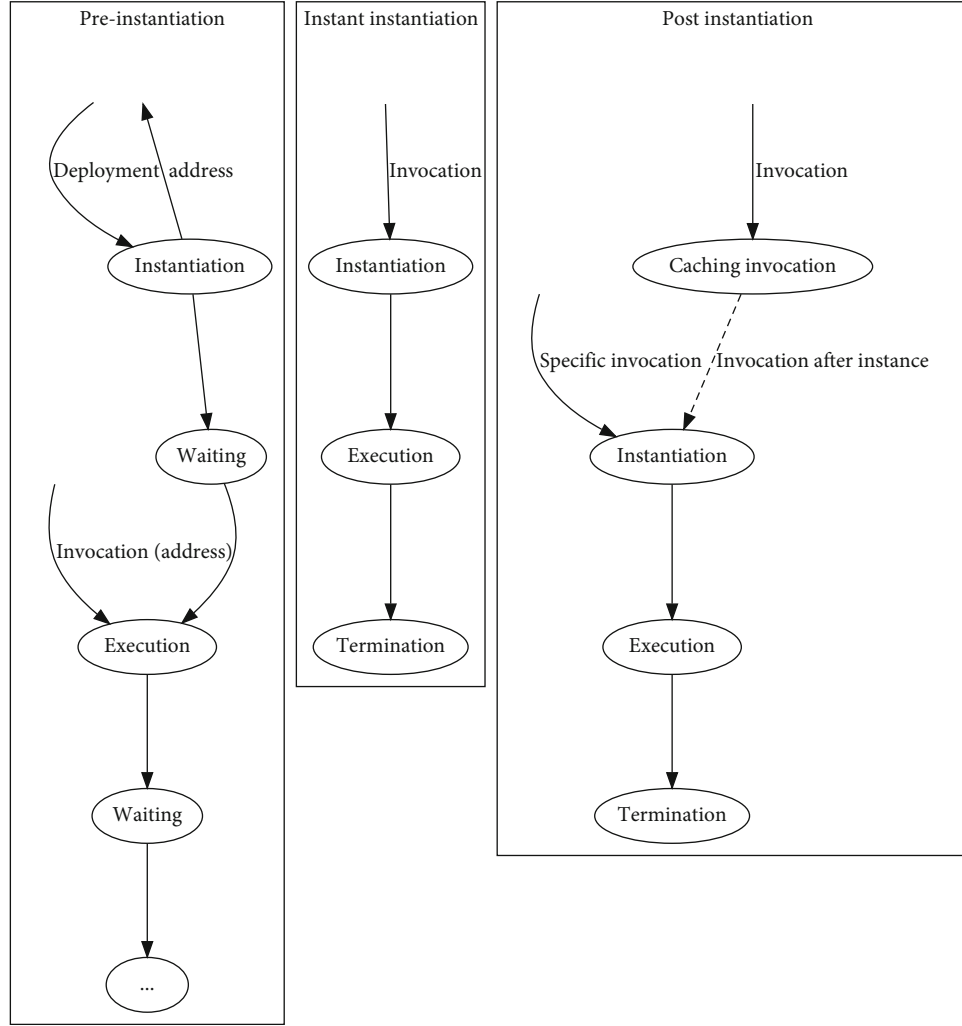 Pre-instantiation
Deployment address
Instantiation
Waiting
Invocation (address)
Execution
Waiting
...
Instant instantiation
Invocation
Instantiation
Execution
Termination
Post instantiation
Invocation
Caching invocation
Specific invocation
Invocation after instance
Instantiation
Execution
Termination